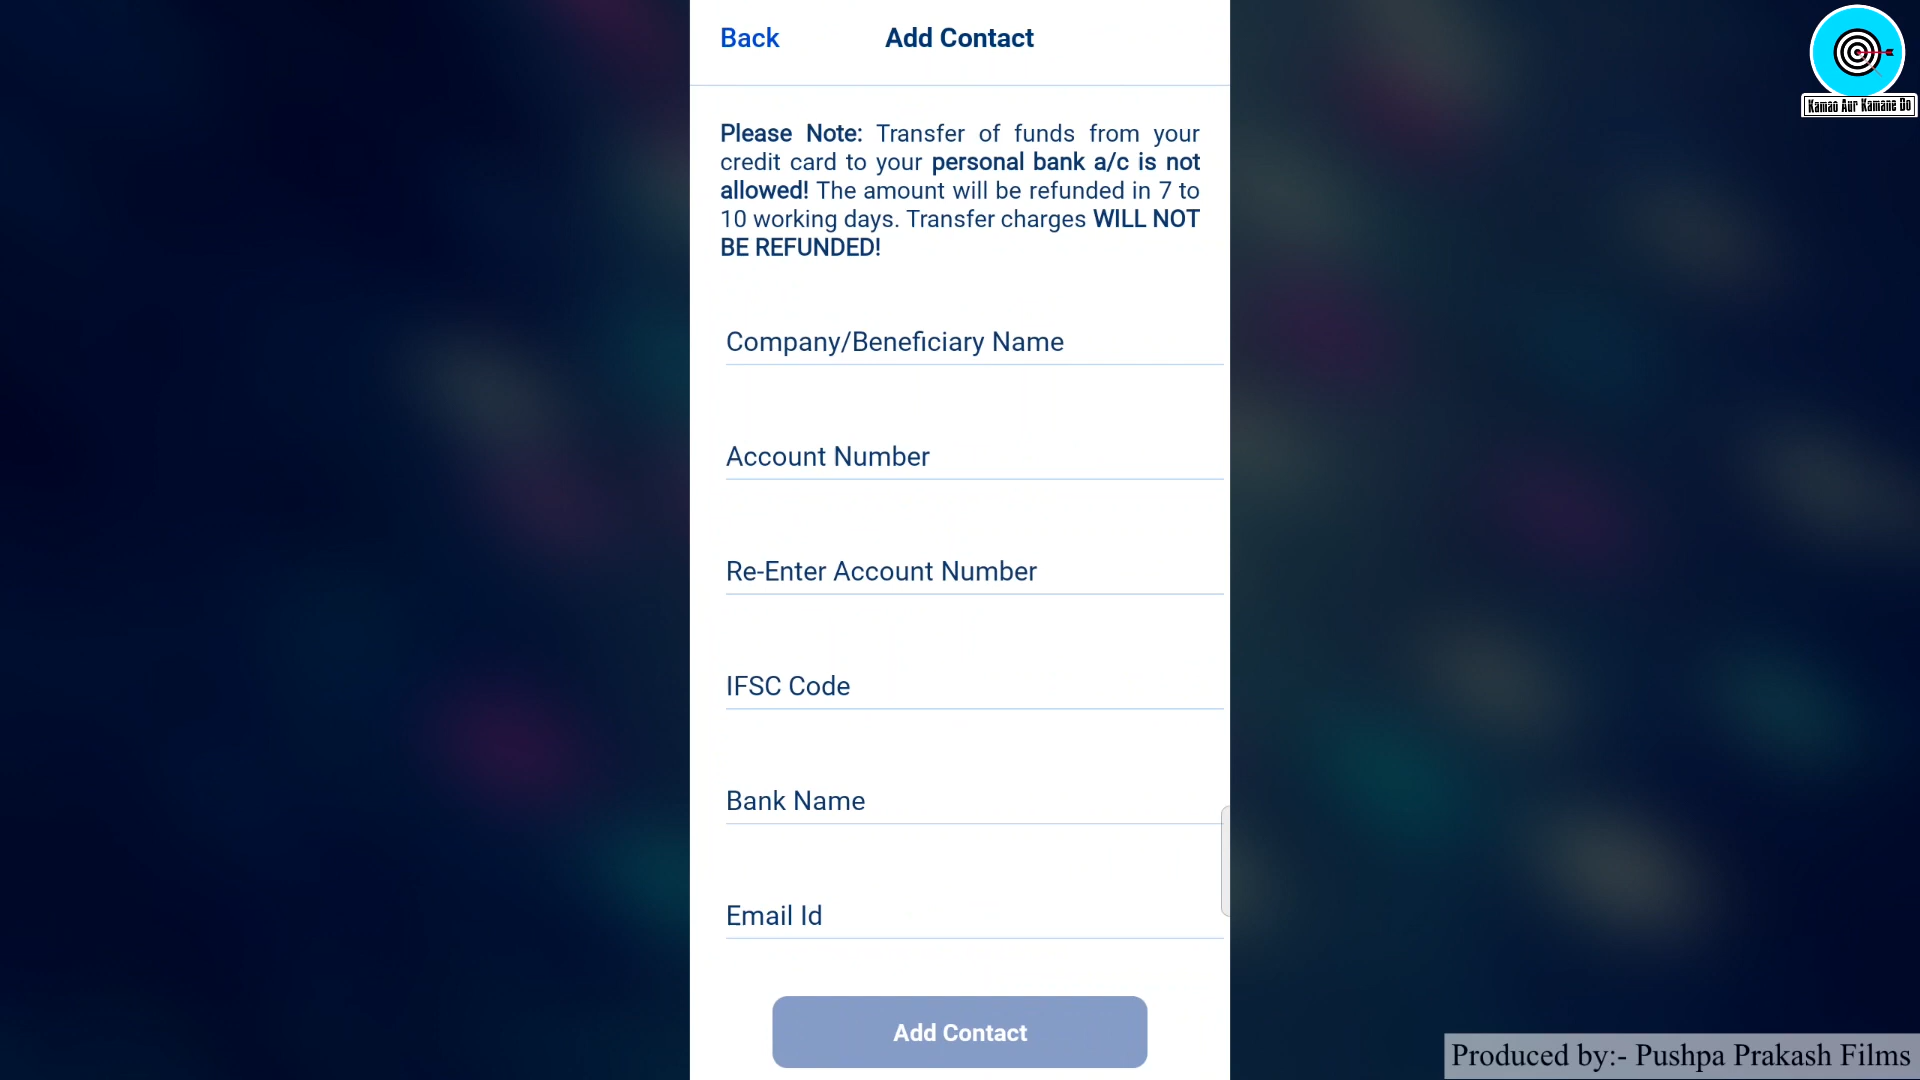 Back
Add Contact
Kamao Aur Kamane Do
Please Note: Transfer of funds from your
credit card to your personal bank a/c is not
allowed! The amount will be refunded in 7 to
10 working days. Transfer charges WILL NOT
BE REFUNDED!
Company/Beneficiary Name
Account Number
Re-Enter Account Number
IFSC Code
Bank Name
Email Id
Add Contact
Produced by:- Pushpa Prakash Films